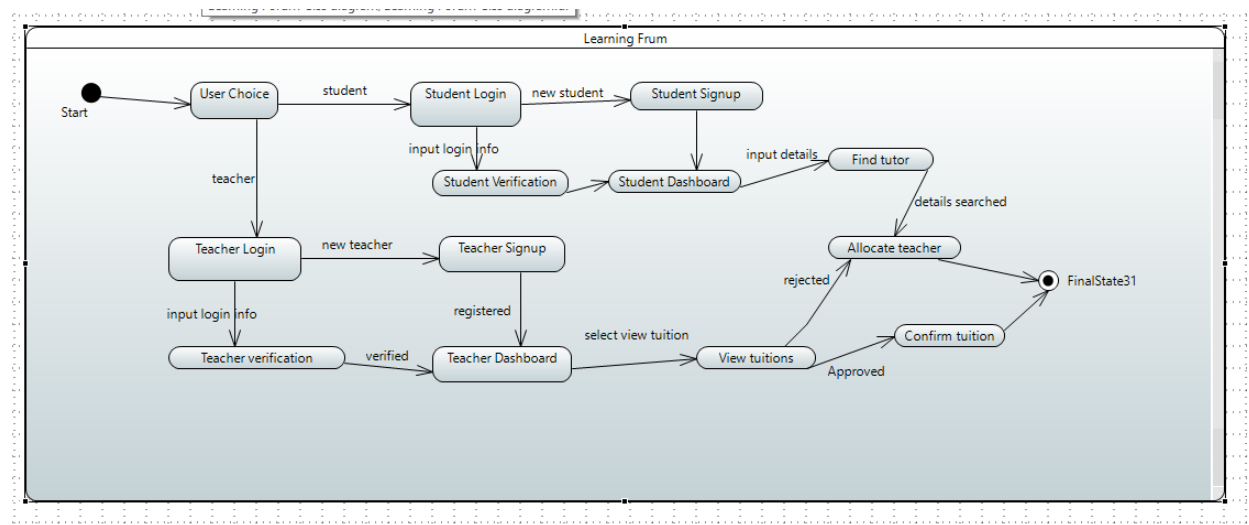 Learning Frum
Start
User Choice
student
Student Login
new student
Student Signup
input login info
Student Verification
Student Dashboard
input details
Find tutor
details searched
teacher
Teacher Login
new teacher
Teacher Signup
Allocate teacher
rejected
FinalState31
input login info
registered
select view tuition
Teacher verification
verified
Teacher Dashboard
View tuitions
Confirm tuition
Approved